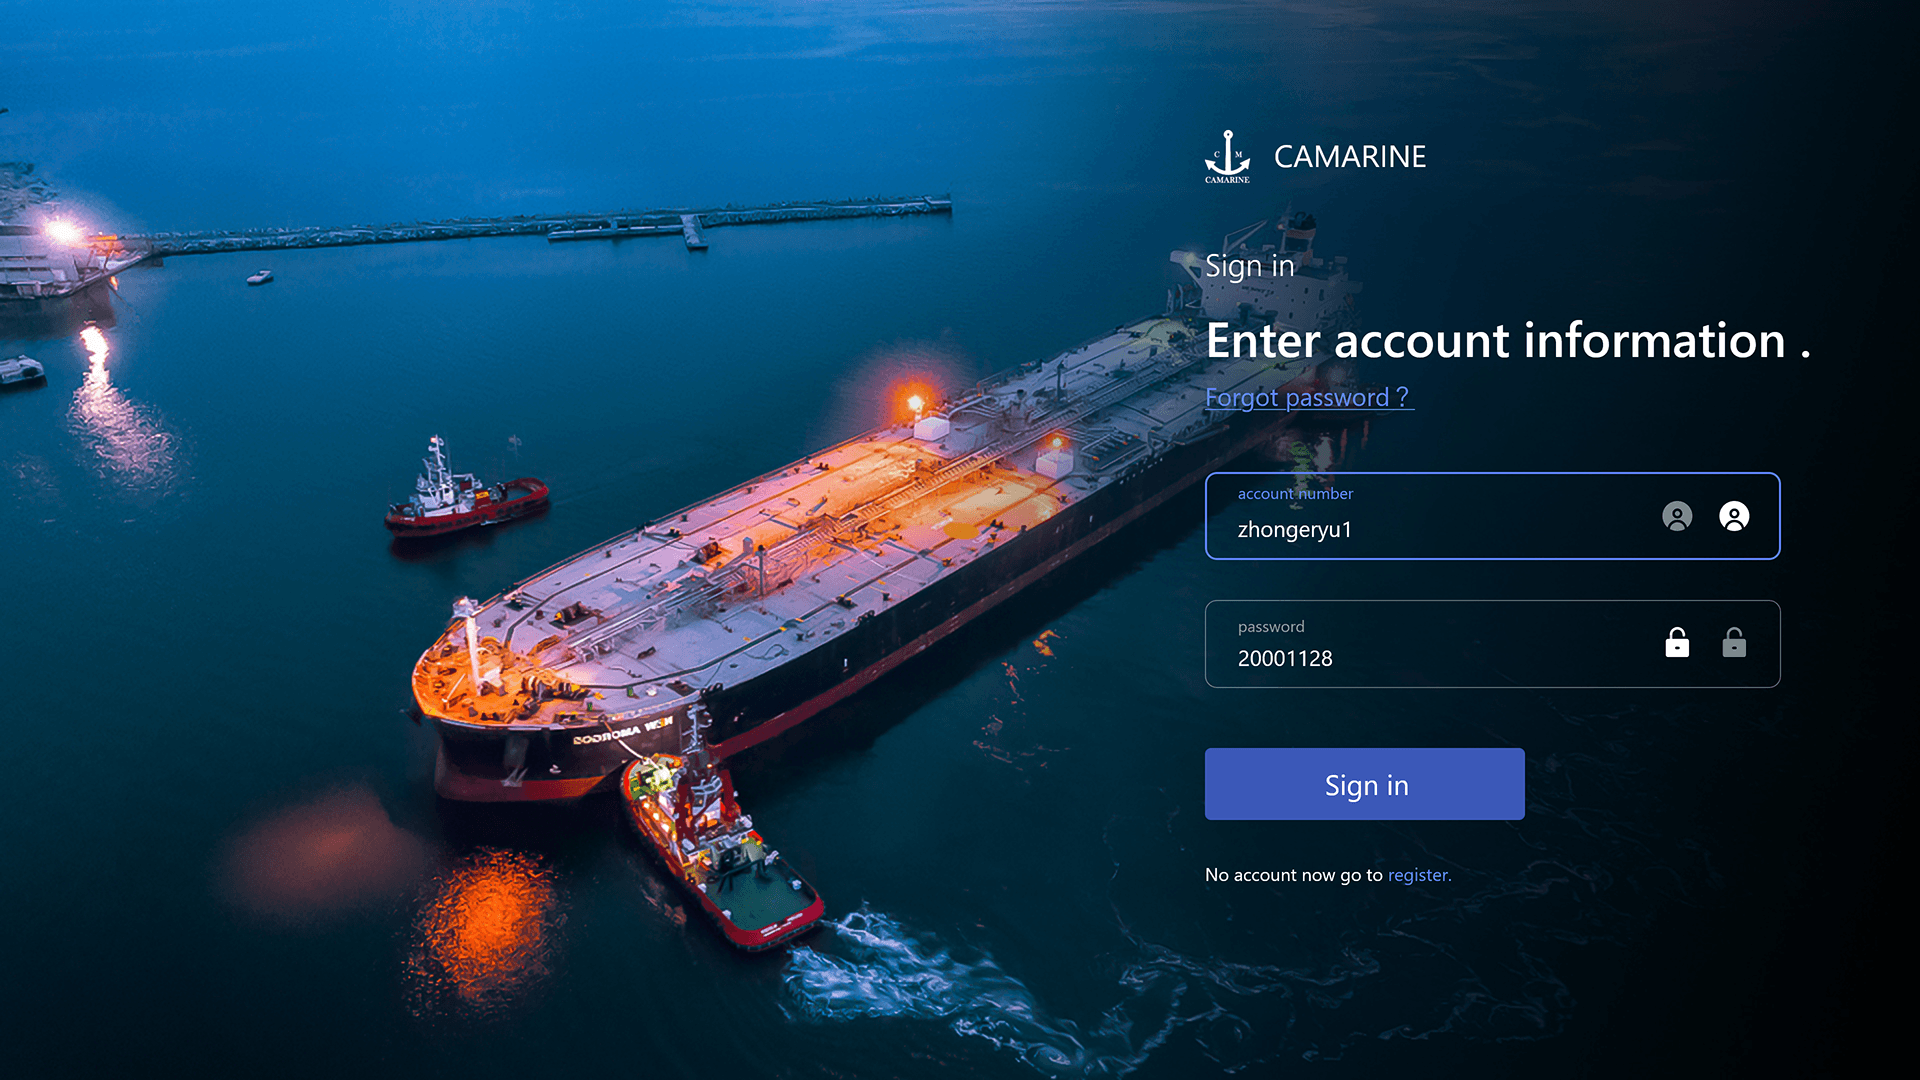 C M
CAMARINE
CAMARINE
Sign in
Enter account information .
Forgot password ?
account number
zhongeryu1
password
20001128
Sign in
No account now go to register.